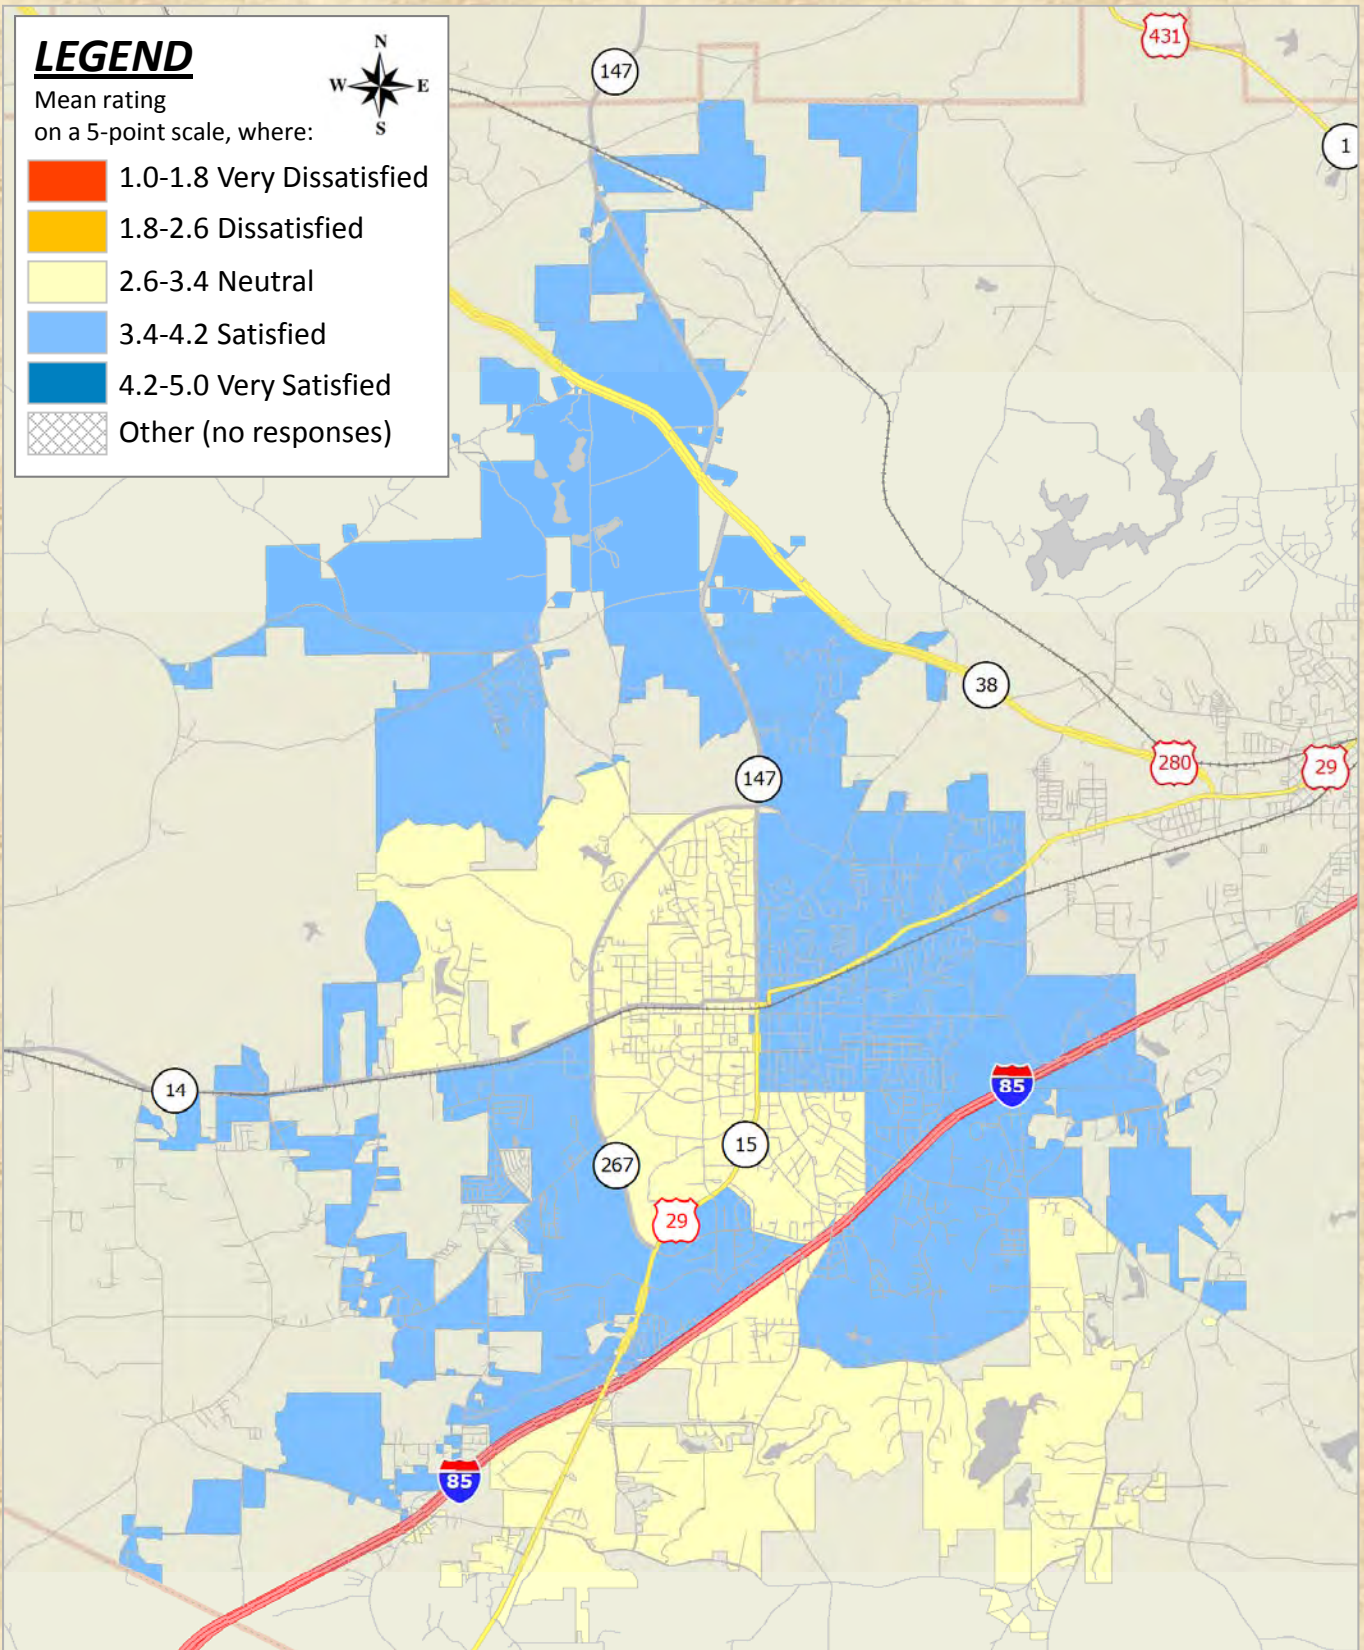 LEGEND
Mean rating
on a 5-point scale, where:
1.0-1.8 Very Dissatisfied
1.8-2.6 Dissatisfied
2.6-3.4 Neutral
3.4-4.2 Satisfied
4.2-5.0 Very Satisfied
Other (no responses)
N
W E
S
147
431
1
38
280
29
147
14
85
15
267
29
85